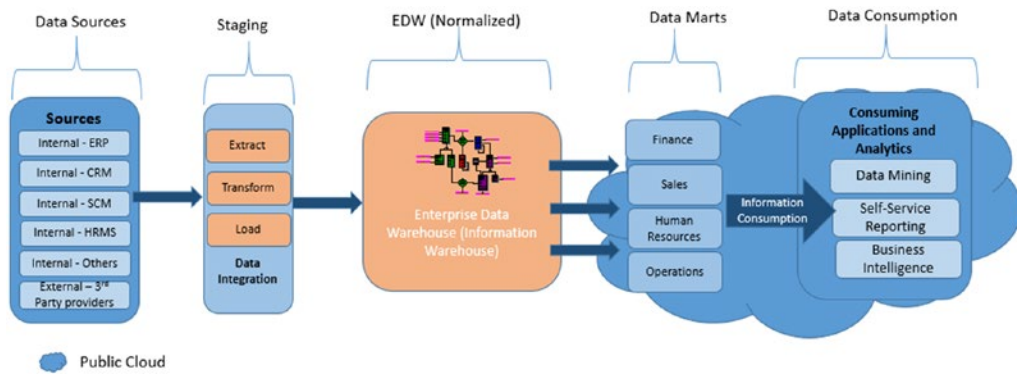 Data Sources
Staging
EDW (Normalized)
Data Marts
Data Consumption
Sources
Internal - ERP
Internal - CRM
Internal - SCM
Internal - HRMS
Internal - Others
External – 3rd
Party providers
Extract
Transform
Load
Data
Integration
Enterprise Data
Warehouse (Information
Warehouse)
Finance
Sales
Human
Resources
Operations
Information
Consumption
Consuming
Applications and
Analytics
Data Mining
Self-Service
Reporting
Business
Intelligence
Public Cloud